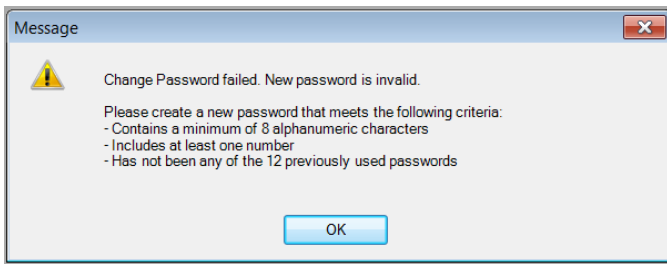 Message
Change Password failed. New password is invalid.
Please create a new password that meets the following criteria:
- Contains a minimum of 8 alphanumeric characters
- Includes at least one number
- Has not been any of the 12 previously used passwords
OK